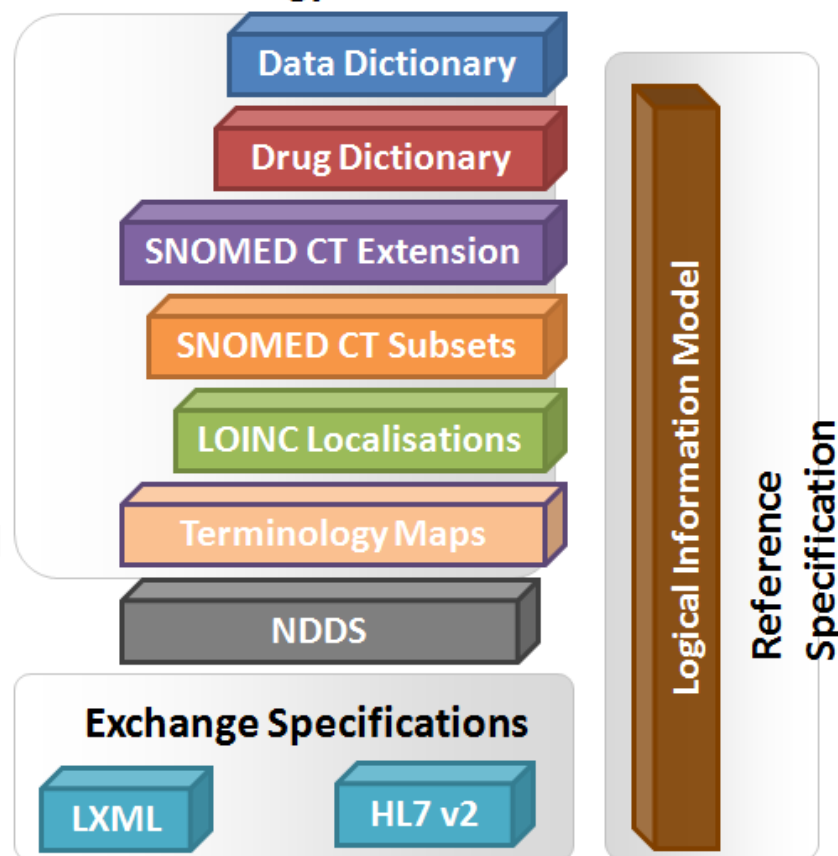 Data Dictionary
Drug Dictionary
SNOMED CT Extension
SNOMED CT Subsets
LOINC Localisations
Terminology Maps
NDDS
Exchange Specifications
LXML
HL7 v2
Logical Information Model
Reference
Specification